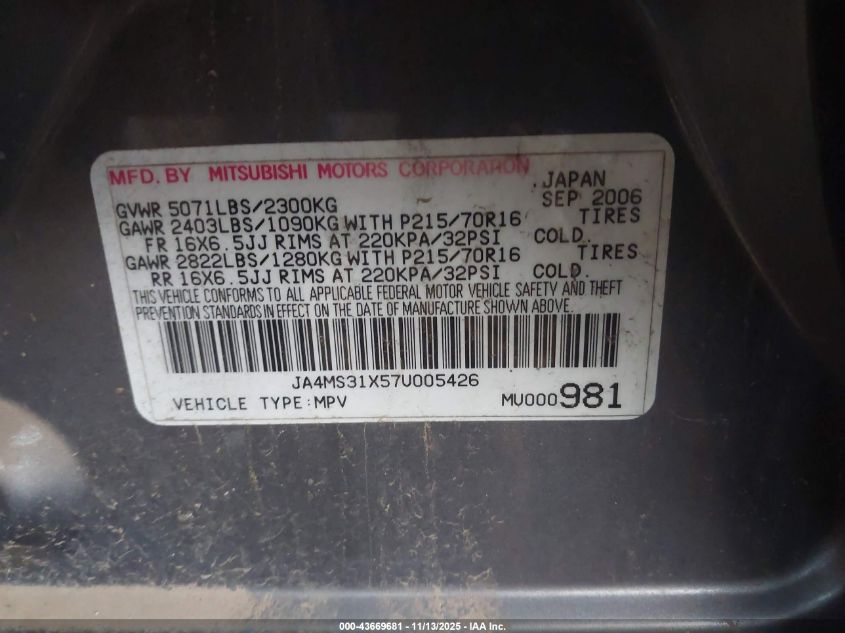 MFD. BY MITSUBISHI MOTORS CORPORATION JAPAN
GVWR 5071LBS/2300KG SEP 2006
GAWR 2403LBS/1090KG WITH P215/70R16 TIRES
FR 16X6.5JJ RIMS AT 220KPA/32PSI COLD.
GAWR 2822LBS/1280KG WITH P215/70R16 TIRES
RR 16X6.5JJ RIMS AT 220KPA/32PSI COLD.
THIS VEHICLE CONFORMS TO ALL APPLICABLE FEDERAL MOTOR VEHICLE SAFETY AND THEFT
PREVENTION STANDARDS IN EFFECT ON THE DATE OF MANUFACTURE SHOWN ABOVE.
JA4MS31X57U005426
VEHICLE TYPE:MPV MU000981
000-43669681 - 11/13/2025 - IAA Inc.